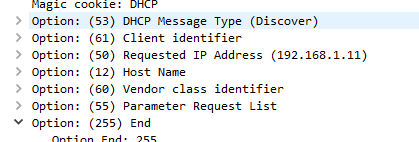 Magic cookie: DHCP
Option: (53) DHCP Message Type (Discover)
Option: (61) Client identifier
Option: (50) Requested IP Address (192.168.1.11)
Option: (12) Host Name
Option: (60) Vendor class identifier
Option: (55) Parameter Request List
Option: (255) End
Option End: 255